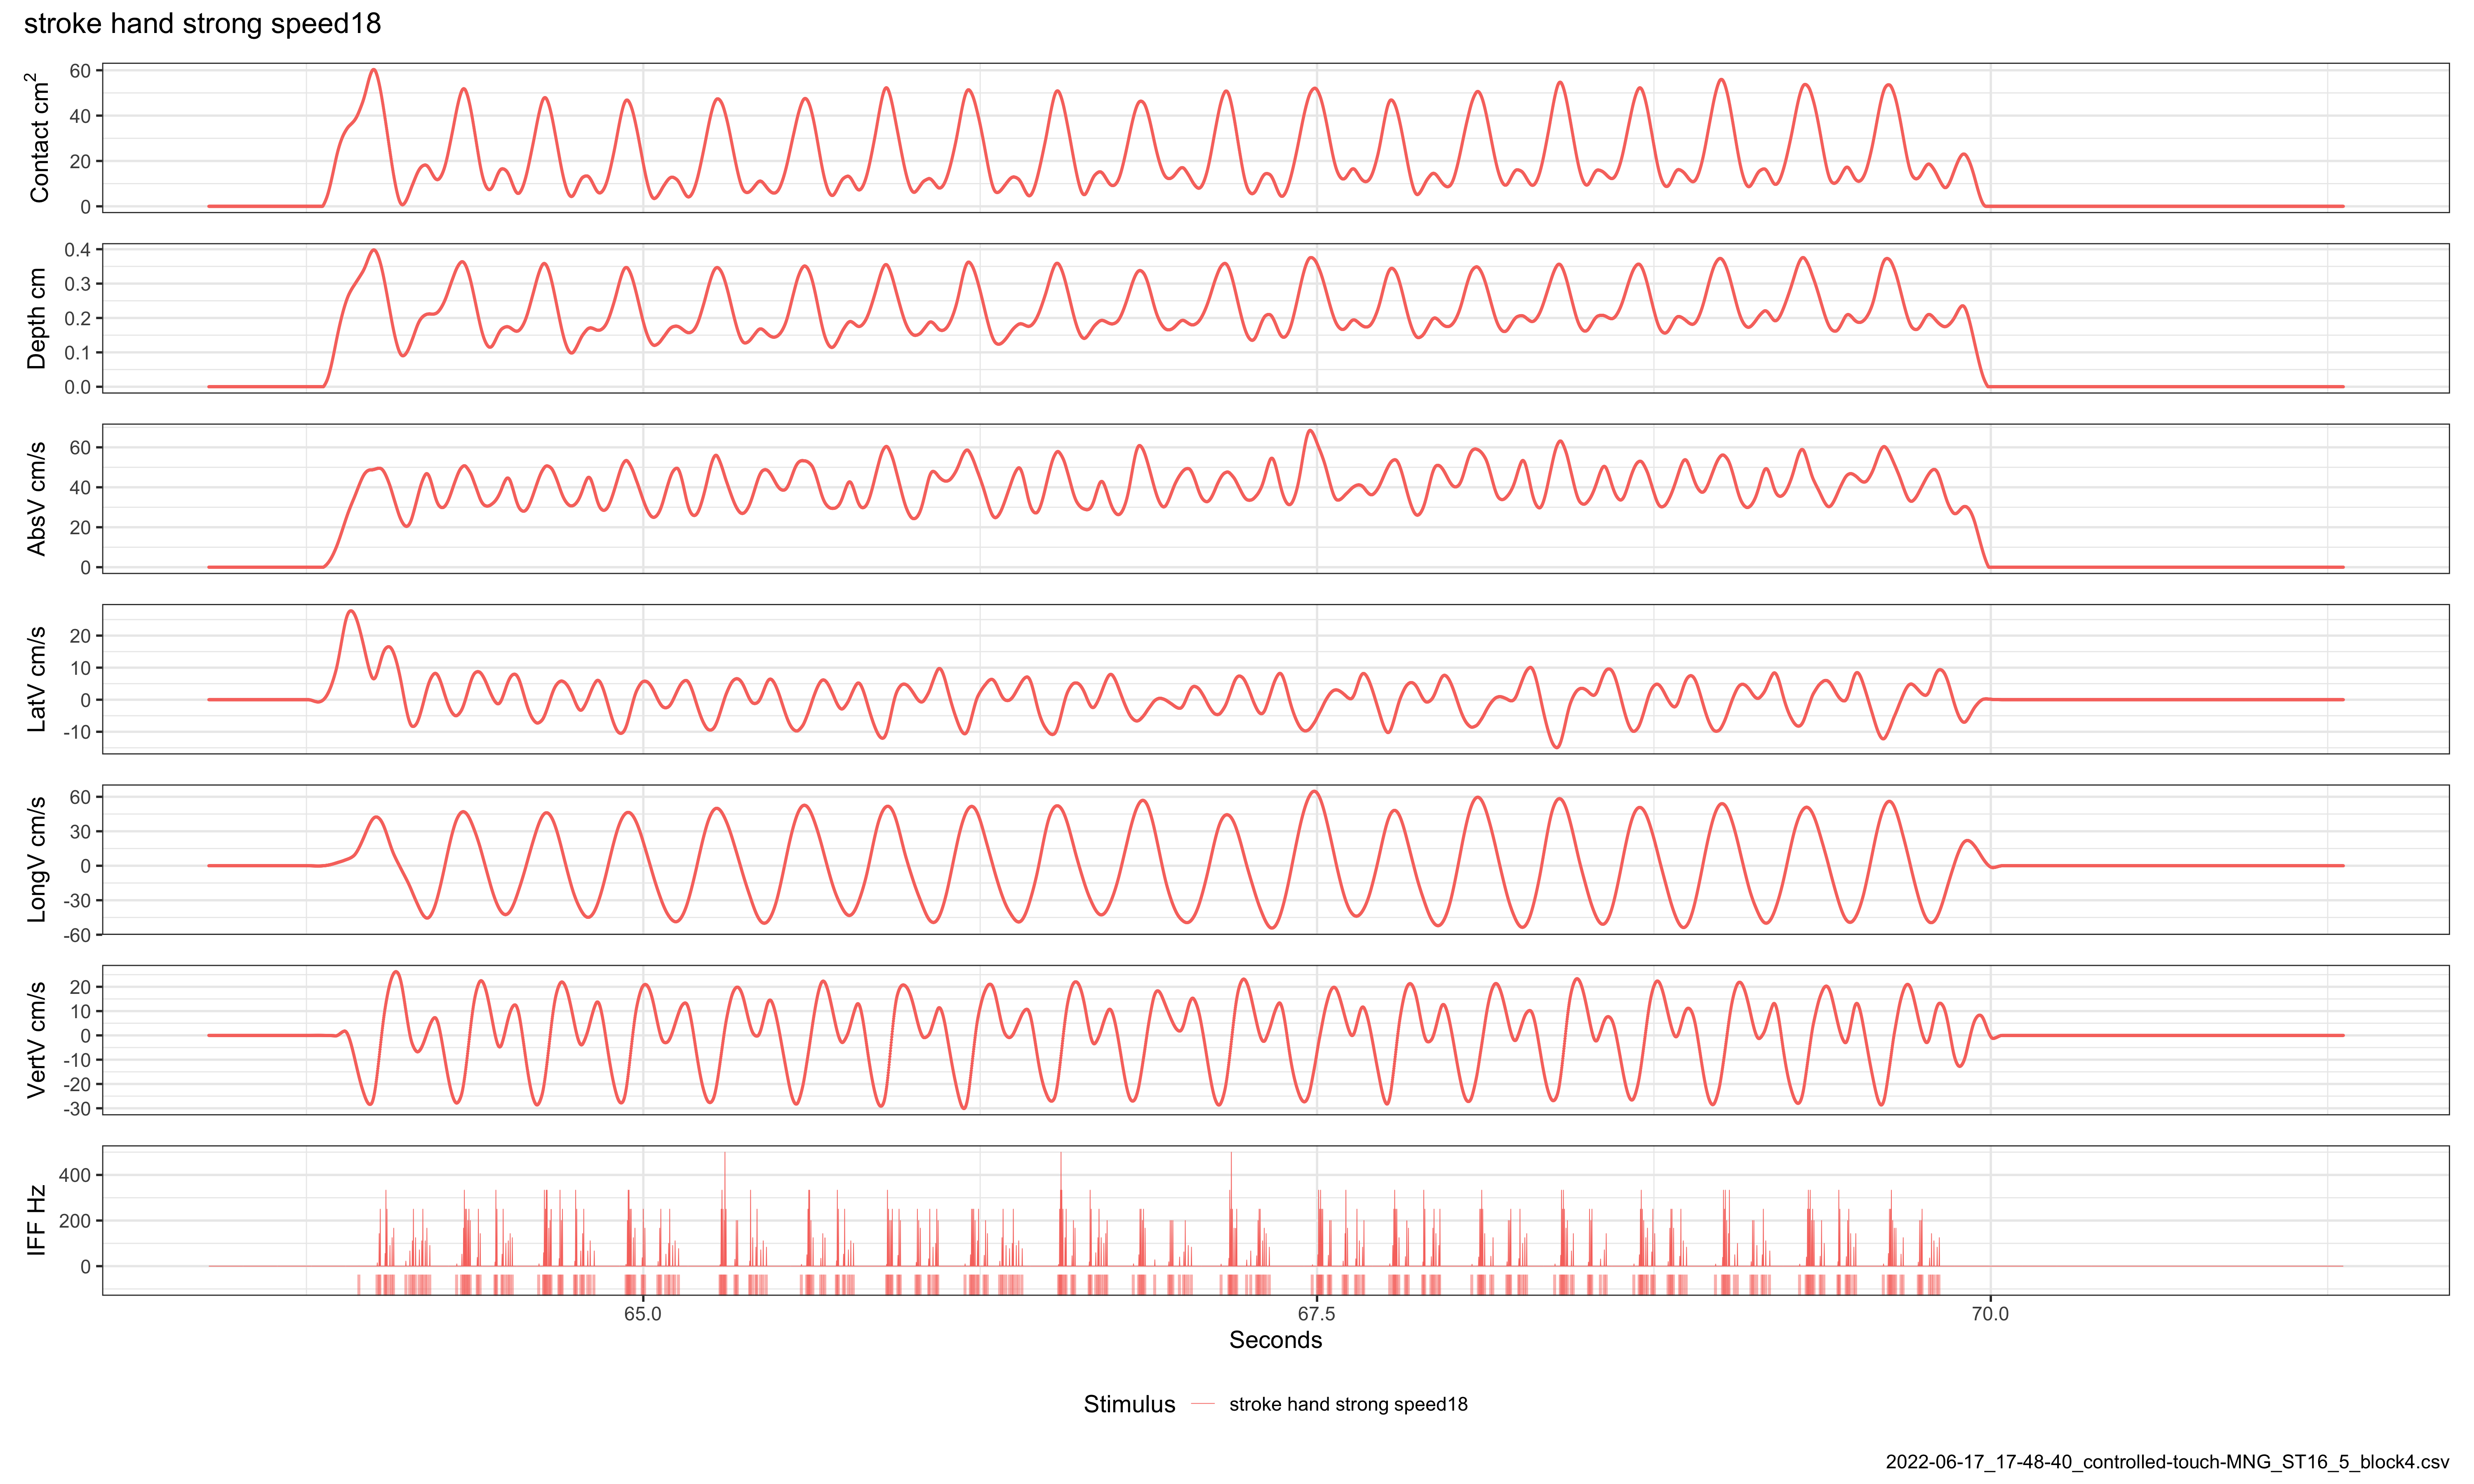 stroke hand strong speed18
Contact cm²
60
40
20
0
Depth cm
0.4
0.3
0.2
0.1
0.0
AbsV cm/s
60
40
20
0
LatV cm/s
20
10
0
-10
LongV cm/s
60
30
0
-30
-60
VertV cm/s
20
10
0
-10
-20
-30
IFF Hz
400
200
0
65.0 67.5 70.0
Seconds
Stimulus stroke hand strong speed18
2022-06-17_17-48-40_controlled-touch-MNG_ST16_5_block4.csv